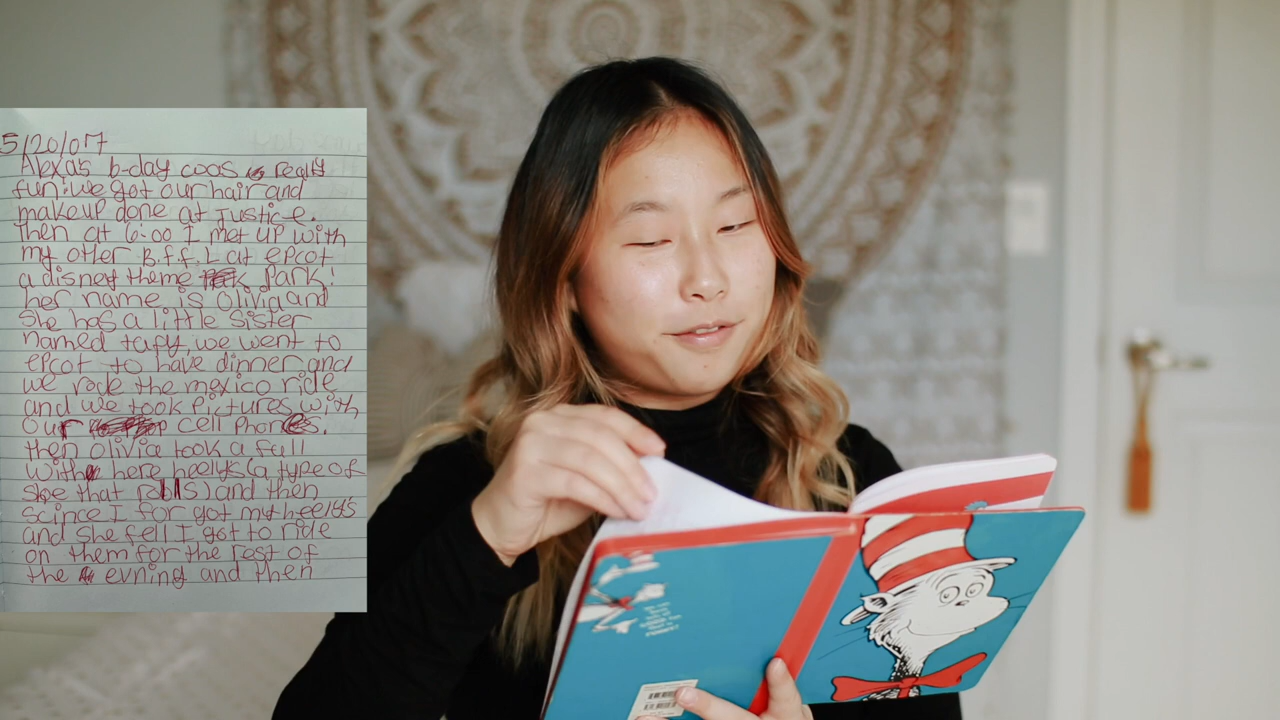 5/20/07
Alexas b-day coas really
fun! we got our hair and
makeup done at justice.
then at 6:00 I met up with
my other B.f.f.L at epcot
a disney theme Park!
her name is Olivia and
she has a little sister
named tafy, we went to
epcot to have dinner and
we rode the mexico ride
and we took Pictures with
our cell phones.
then olivia took a fall
with here heelys (a type of
shoe that rolls) and then
scince I for got my heelys
and she fell I got to ride
on them for the rest of
the evning and then